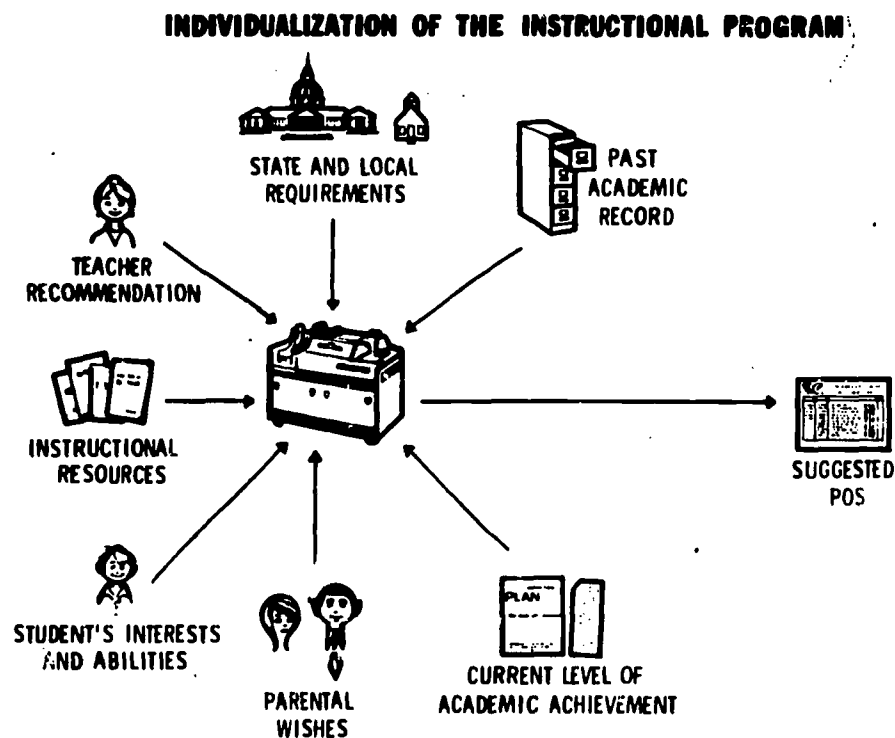 INDIVIDUALIZATION OF THE INSTRUCTIONAL PROGRAM
STATE AND LOCAL
REQUIREMENTS
PAST
ACADEMIC
RECORD
TEACHER
RECOMMENDATION
INSTRUCTIONAL
RESOURCES
SUGGESTED
POS
STUDENT'S INTERESTS
AND ABILITIES
PARENTAL
WISHES
PLAN
CURRENT LEVEL OF
ACADEMIC ACHIEVEMENT